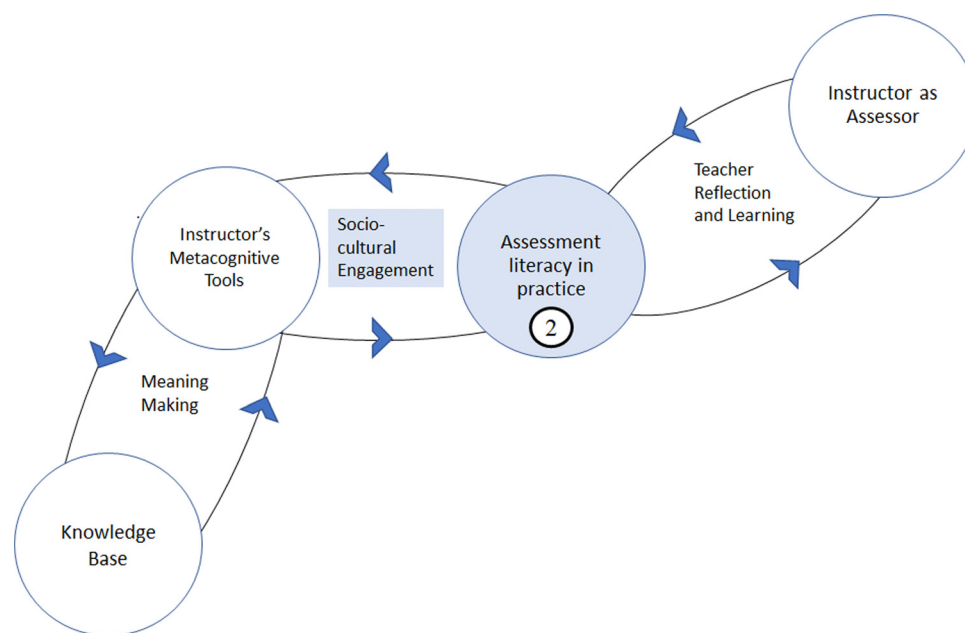 Instructor as
Assessor
Teacher
Reflection
and Learning
Socio-
cultural
Engagement
Assessment
literacy in
practice
2
Instructor's
Metacognitive
Tools
Meaning
Making
Knowledge
Base